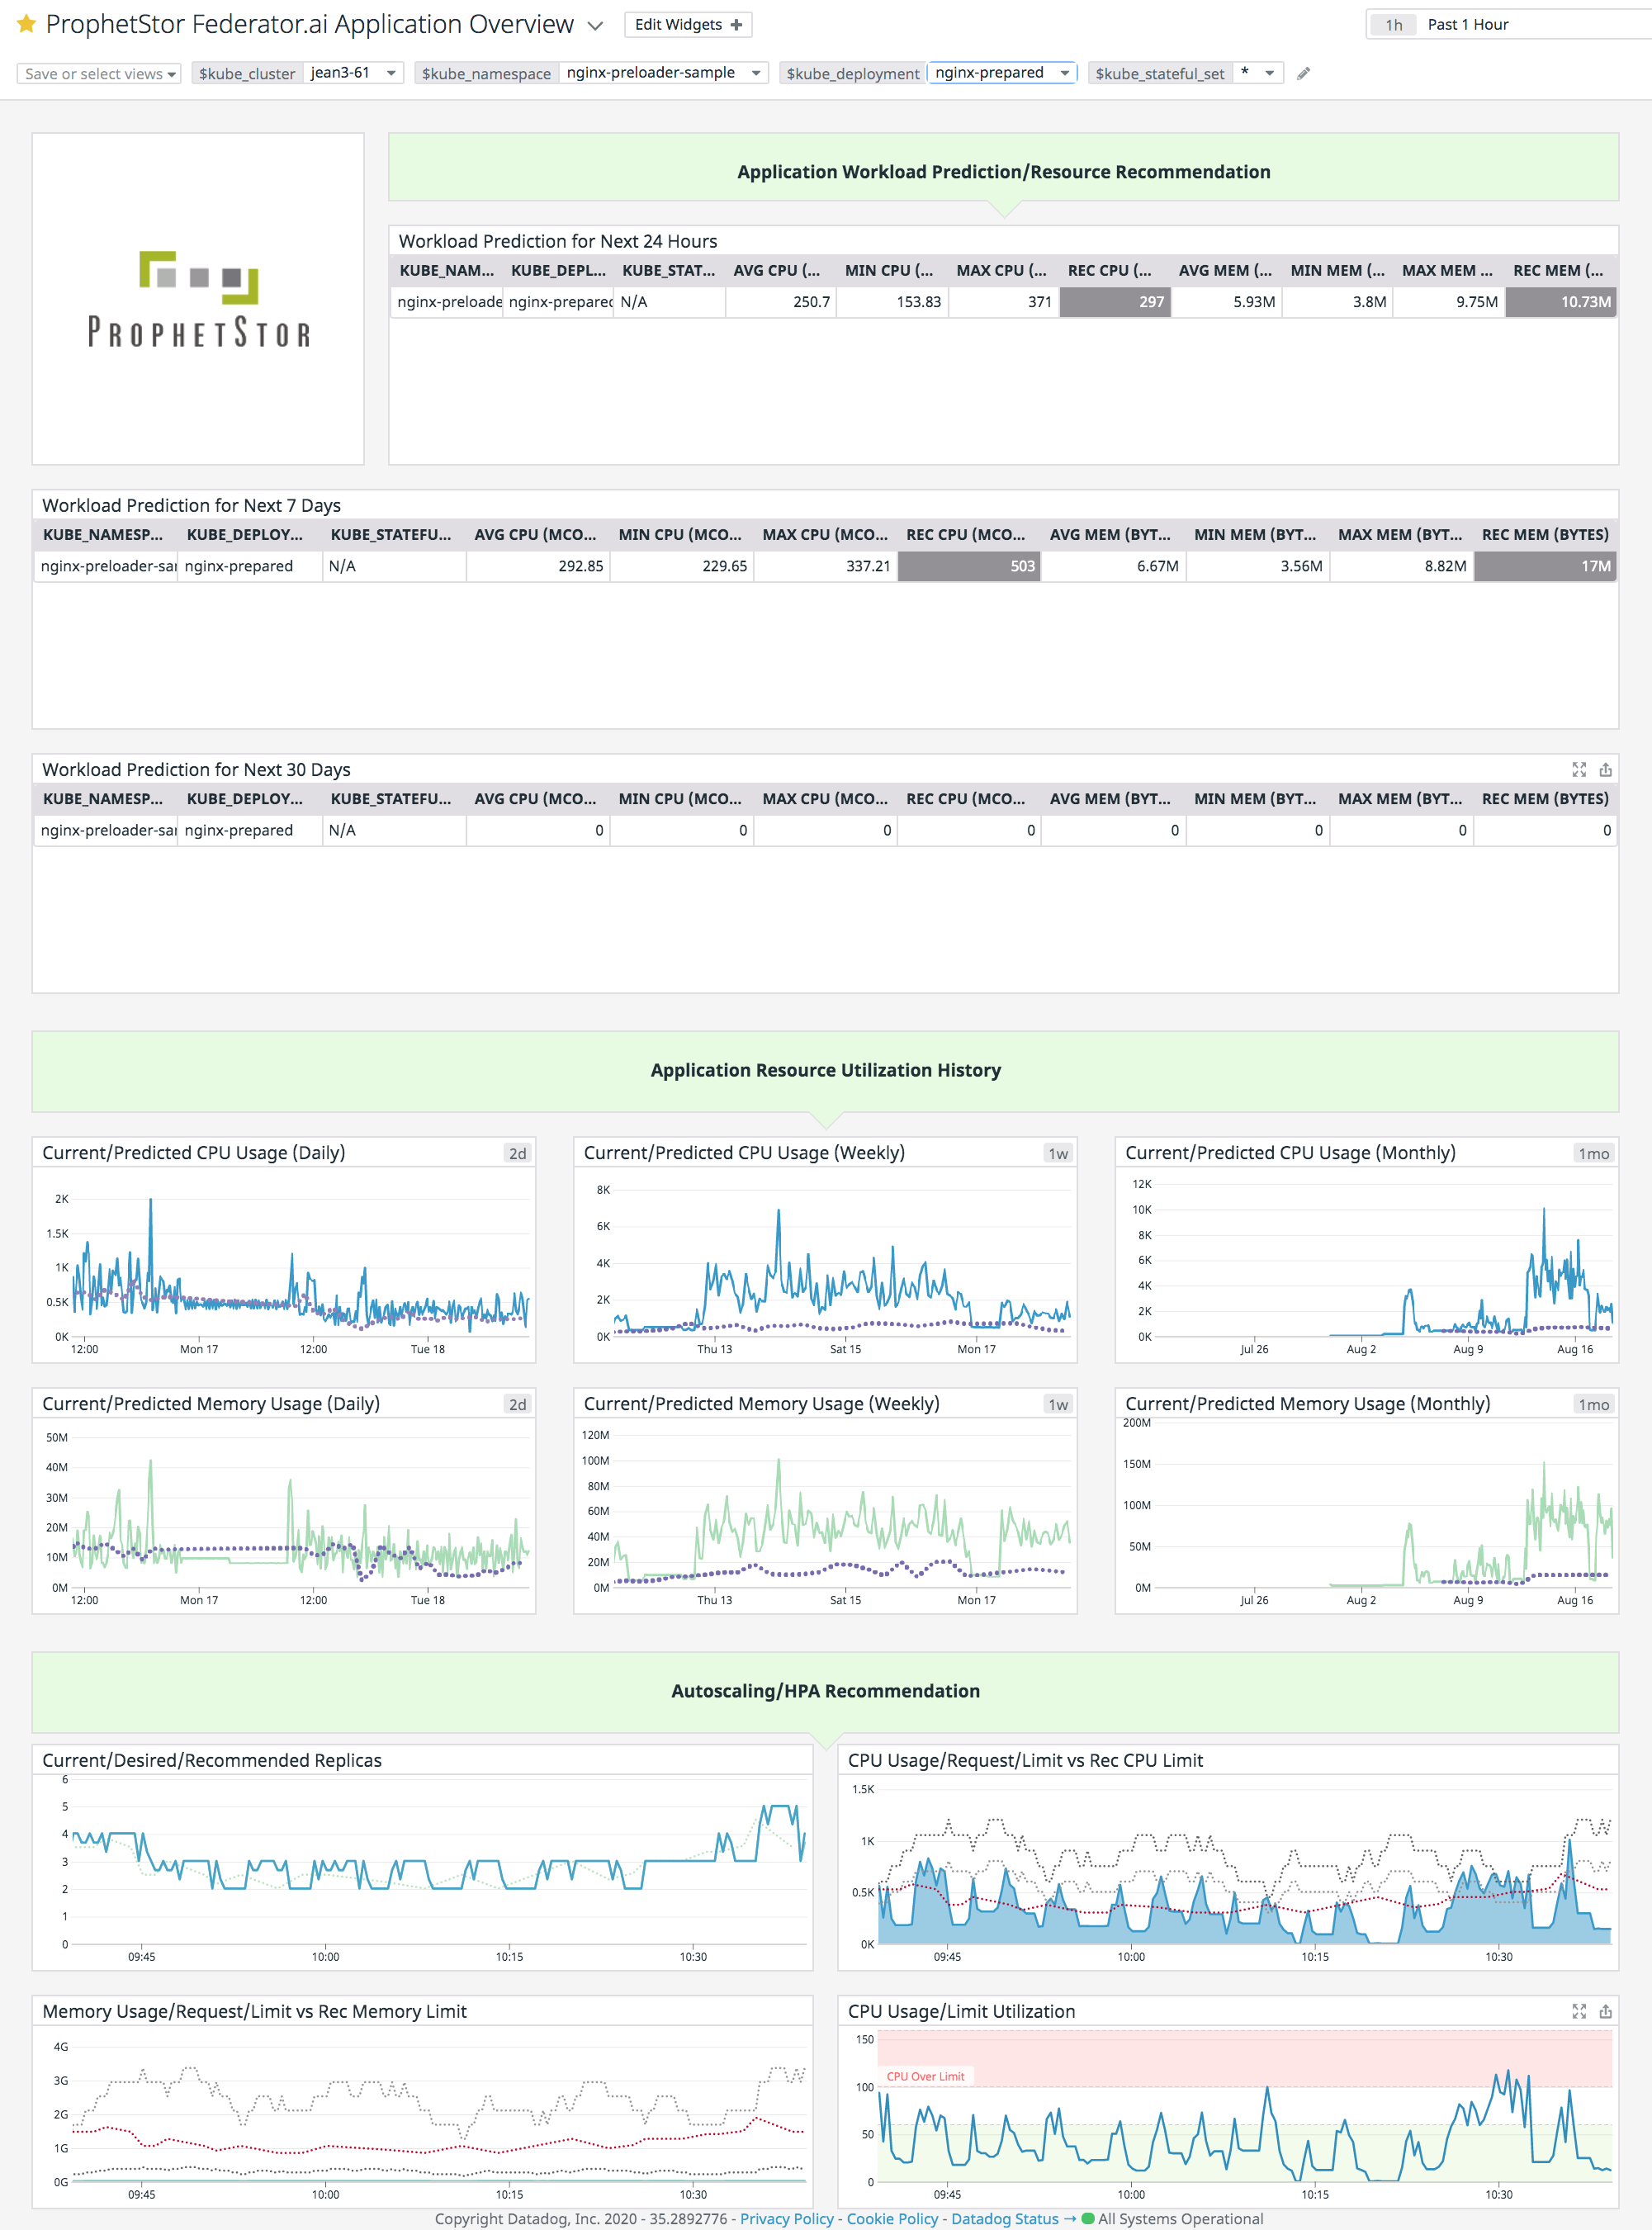 ProphetStor Federator.ai Application Overview
Edit Widgets +
1h Past 1 Hour
Save or select views
$kube_cluster jean3-61 $kube_namespace nginx-preloader-sample $kube_deployment nginx-prepared $kube_stateful_set *
PROPHETSTOR
Application Workload Prediction/Resource Recommendation
Workload Prediction for Next 24 Hours
KUBE_NAM... KUBE_DEPL... KUBE_STAT... AVG CPU (... MIN CPU (... MAX CPU (... REC CPU (... AVG MEM (... MIN MEM (... MAX MEM ... REC MEM (...
nginx-preloade nginx-prepared N/A 250.7 153.83 371 297 5.93M 3.8M 9.75M 10.73M
Workload Prediction for Next 7 Days
KUBE_NAMESP... KUBE_DEPLOY... KUBE_STATEFU... AVG CPU (MCO... MIN CPU (MCO... MAX CPU (MCO... REC CPU (MCO... AVG MEM (BYT... MIN MEM (BYT... MAX MEM (BYT... REC MEM (BYTES)
nginx-preloader-sar nginx-prepared N/A 292.85 229.65 337.21 503 6.67M 3.56M 8.82M 17M
Workload Prediction for Next 30 Days
KUBE_NAMESP... KUBE_DEPLOY... KUBE_STATEFU... AVG CPU (MCO... MIN CPU (MCO... MAX CPU (MCO... REC CPU (MCO... AVG MEM (BYT... MIN MEM (BYT... MAX MEM (BYT... REC MEM (BYTES)
nginx-preloader-sar nginx-prepared N/A 0 0 0 0 0 0 0 0
Application Resource Utilization History
Current/Predicted CPU Usage (Daily) 2d
2K
1.5K
1K
0.5K
0K
12:00 Mon 17 12:00 Tue 18
Current/Predicted CPU Usage (Weekly) 1w
8K
6K
4K
2K
0K
Thu 13 Sat 15 Mon 17
Current/Predicted CPU Usage (Monthly) 1mo
12K
10K
8K
6K
4K
2K
0K
Jul 26 Aug 2 Aug 9 Aug 16
Current/Predicted Memory Usage (Daily) 2d
50M
40M
30M
20M
10M
0M
12:00 Mon 17 12:00 Tue 18
Current/Predicted Memory Usage (Weekly) 1w
120M
100M
80M
60M
40M
20M
0M
Thu 13 Sat 15 Mon 17
Current/Predicted Memory Usage (Monthly) 1mo
200M
150M
100M
50M
0M
Jul 26 Aug 2 Aug 9 Aug 16
Autoscaling/HPA Recommendation
Current/Desired/Recommended Replicas
6
5
4
3
2
1
0
09:45 10:00 10:15 10:30
CPU Usage/Request/Limit vs Rec CPU Limit
1.5K
1K
0.5K
0K
09:45 10:00 10:15 10:30
Memory Usage/Request/Limit vs Rec Memory Limit
4G
3G
2G
1G
0G
09:45 10:00 10:15 10:30
CPU Usage/Limit Utilization
150
CPU Over Limit
100
50
0
09:45 10:00 10:15 10:30
Copyright Datadog, Inc. 2020 - 35.2892776 - Privacy Policy - Cookie Policy - Datadog Status → All Systems Operational